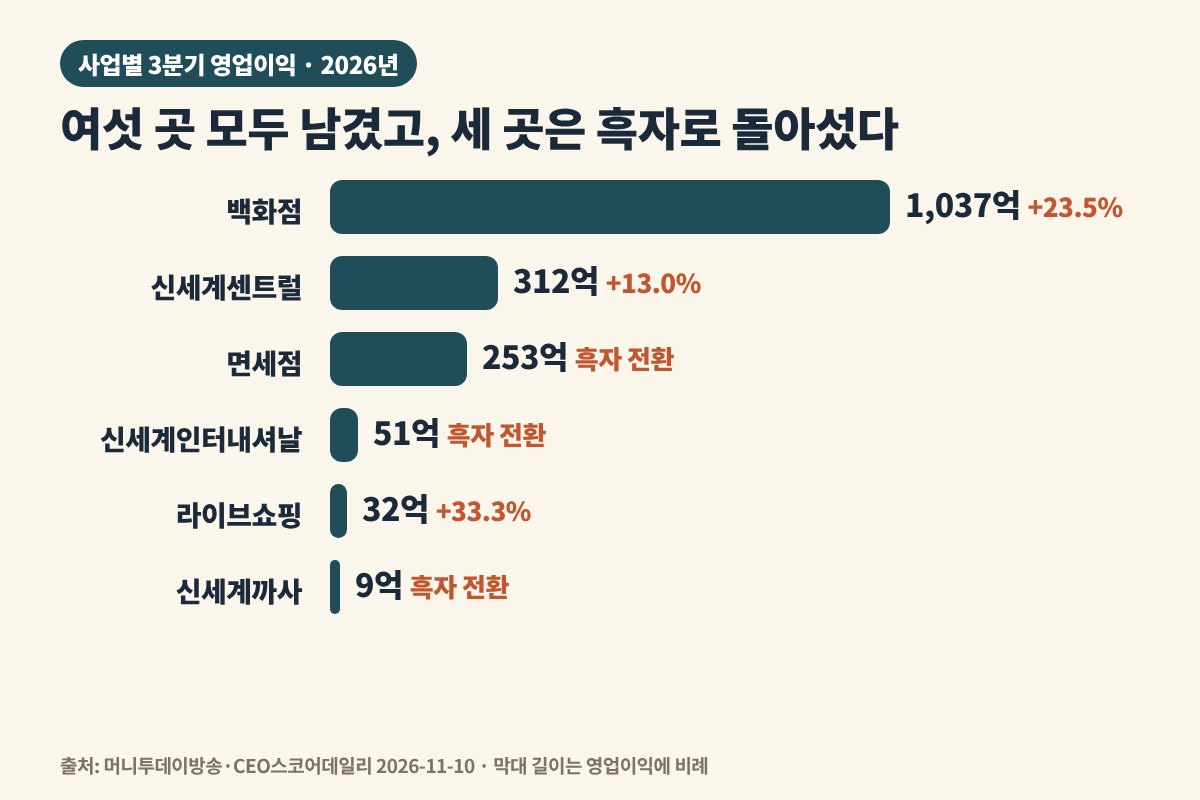 사업별 3분기 영업이익 · 2026년
여섯 곳 모두 남겼고, 세 곳은 흑자로 돌아섰다
백화점 1,037억 +23.5%
신세계센트럴 312억 +13.0%
면세점 253억 흑자 전환
신세계인터내셔날 51억 흑자 전환
라이브쇼핑 32억 +33.3%
신세계까사 9억 흑자 전환
출처: 머니투데이방송·CEO스코어데일리 2026-11-10 · 막대 길이는 영업이익에 비례